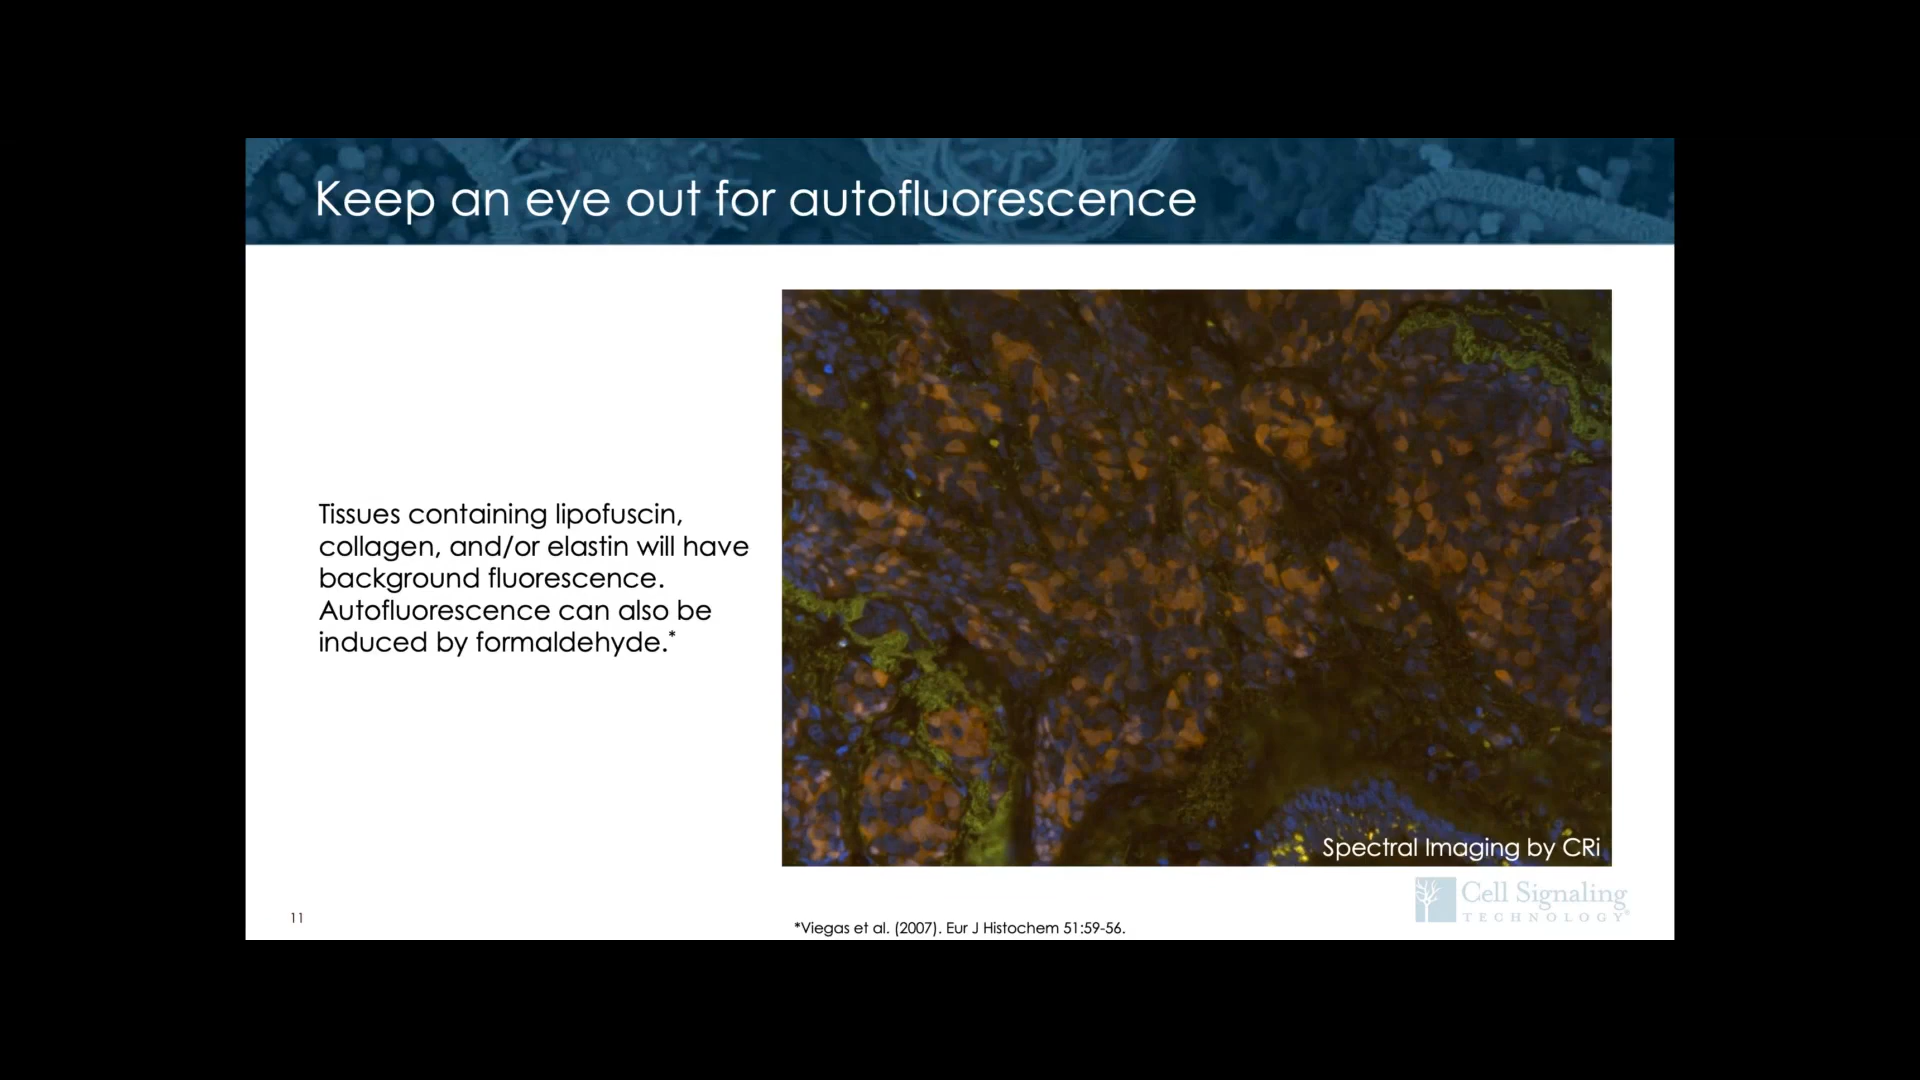 Keep an eye out for autofluorescence
Tissues containing lipofuscin,
collagen, and/or elastin will have
background fluorescence.
Autofluorescence can also be
induced by formaldehyde.*
Spectral Imaging by CRi
Cell Signaling
TECHNOLOGY®
11
*Viegas et al. (2007). Eur J Histochem 51:59-56.